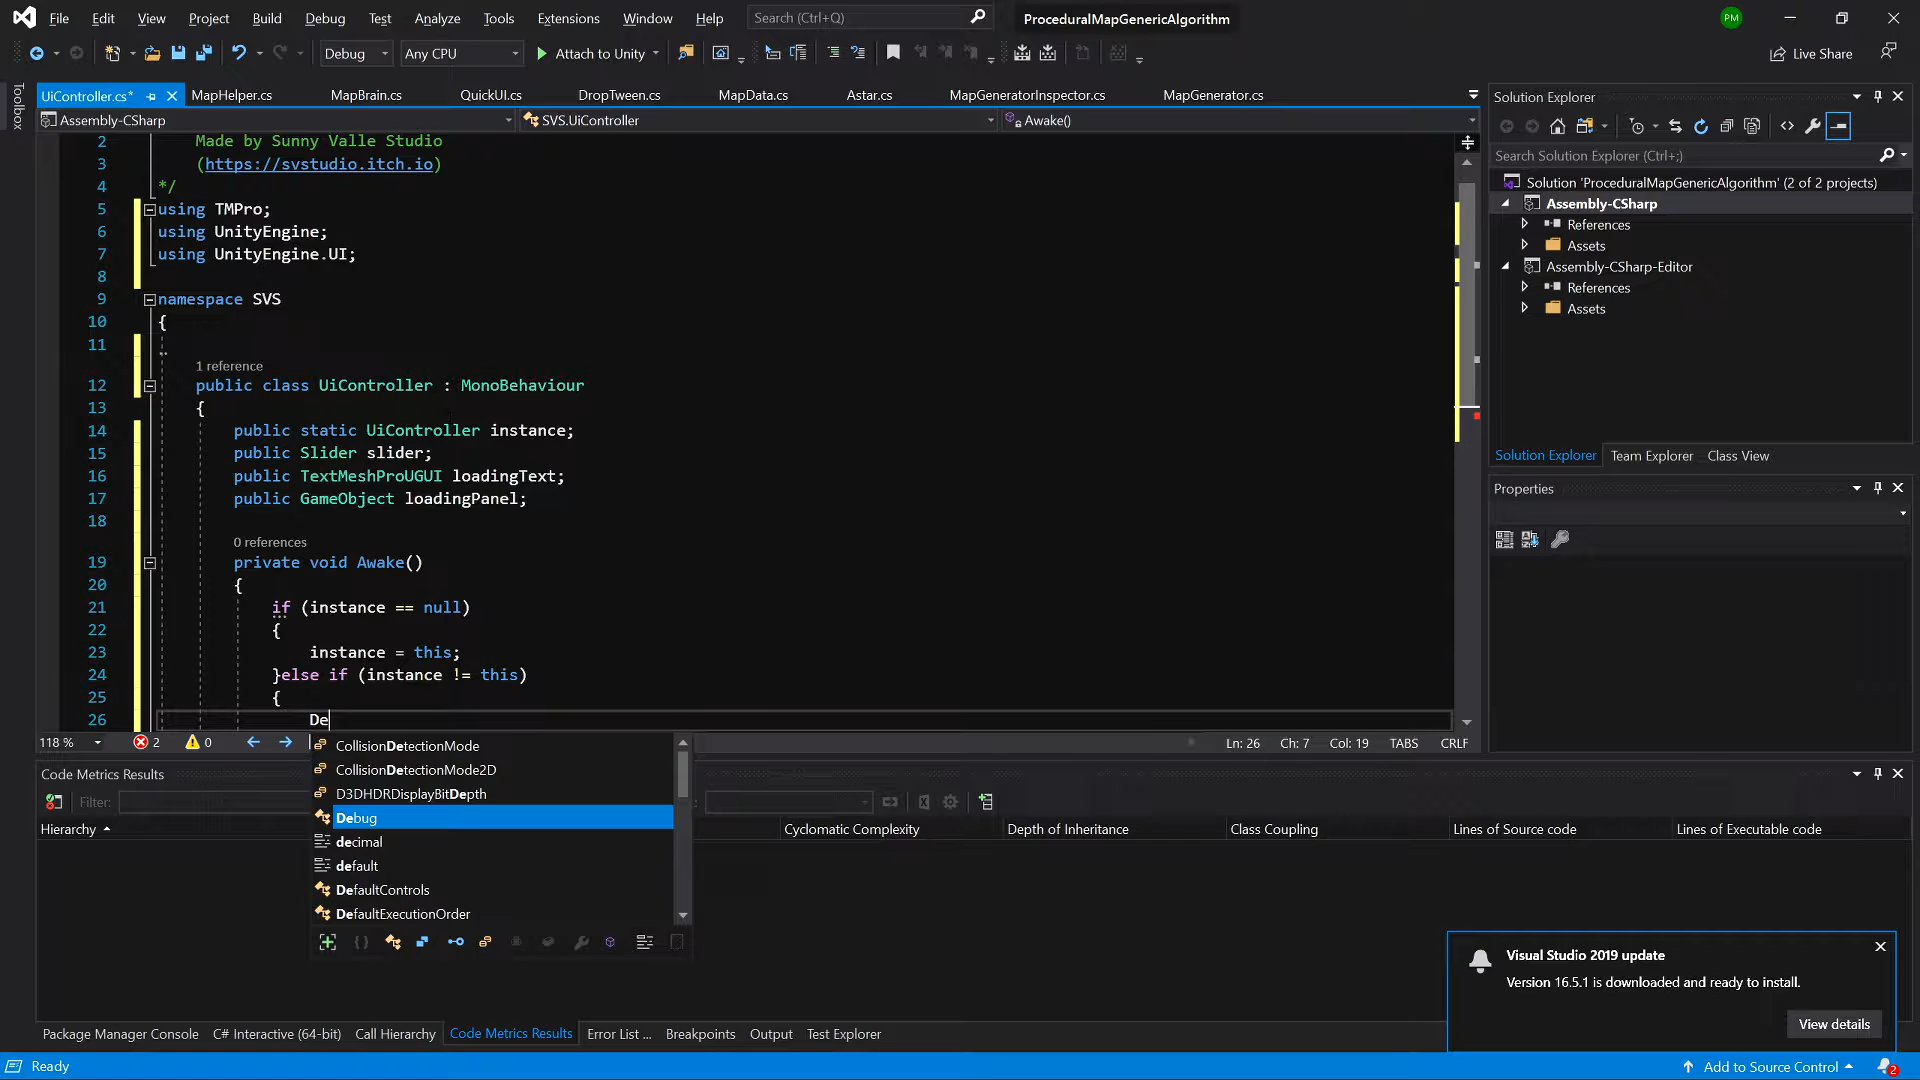 File Edit View Project Build Debug Test Analyze Tools Extensions Window Help Search (Ctrl+Q) ProceduralMapGenericAlgorithm PM
Debug Any CPU Attach to Unity Live Share
Toolbox
UiController.cs* MapHelper.cs MapBrain.cs QuickUI.cs DropTween.cs MapData.cs Astar.cs MapGeneratorInspector.cs MapGenerator.cs
Assembly-CSharp SVS.UiController Awake()
2 Made by Sunny Valle Studio
3 (https://svstudio.itch.io)
4 */
5 using TMPro;
6 using UnityEngine;
7 using UnityEngine.UI;
8
9 namespace SVS
10 {
11
1 reference
12 public class UiController : MonoBehaviour
13 {
14 public static UiController instance;
15 public Slider slider;
16 public TextMeshProUGUI loadingText;
17 public GameObject loadingPanel;
18
0 references
19 private void Awake()
20 {
21 if (instance == null)
22 {
23 instance = this;
24 }else if (instance != this)
25 {
26 De
118 % 2 0 Ln: 26 Ch: 7 Col: 19 TABS CRLF
CollisionDetectionMode
CollisionDetectionMode2D
D3DHDRDisplayBitDepth
Debug
decimal
default
DefaultControls
DefaultExecutionOrder
Code Metrics Results
Filter:
Hierarchy Cyclomatic Complexity Depth of Inheritance Class Coupling Lines of Source code Lines of Executable code
Package Manager Console C# Interactive (64-bit) Call Hierarchy Code Metrics Results Error List ... Breakpoints Output Test Explorer
Solution Explorer
Search Solution Explorer (Ctrl+;)
Solution 'ProceduralMapGenericAlgorithm' (2 of 2 projects)
Assembly-CSharp
References
Assets
Assembly-CSharp-Editor
References
Assets
Solution Explorer Team Explorer Class View
Properties
Visual Studio 2019 update
Version 16.5.1 is downloaded and ready to install.
View details
Ready Add to Source Control 2